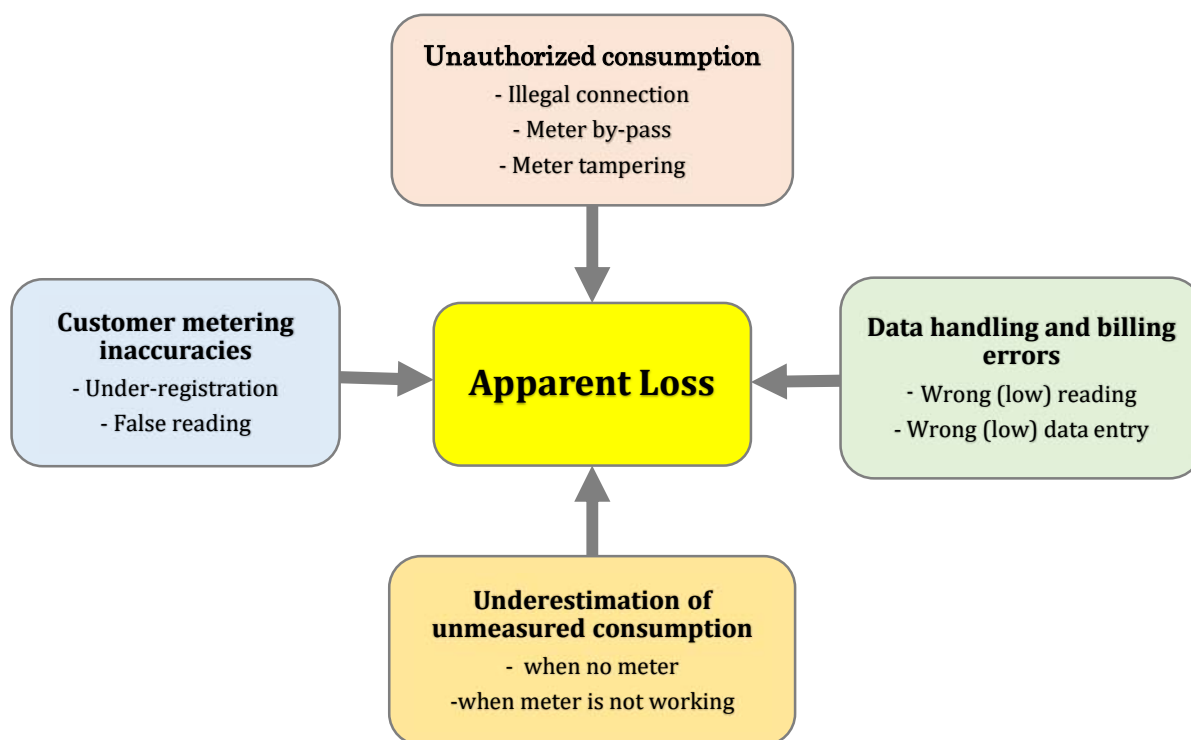 Unauthorized consumption
- Illegal connection
- Meter by-pass
- Meter tampering
Customer metering
inaccuracies
- Under-registration
- False reading
Apparent Loss
Data handling and billing
errors
- Wrong (low) reading
- Wrong (low) data entry
Underestimation of
unmeasured consumption
- when no meter
-when meter is not working